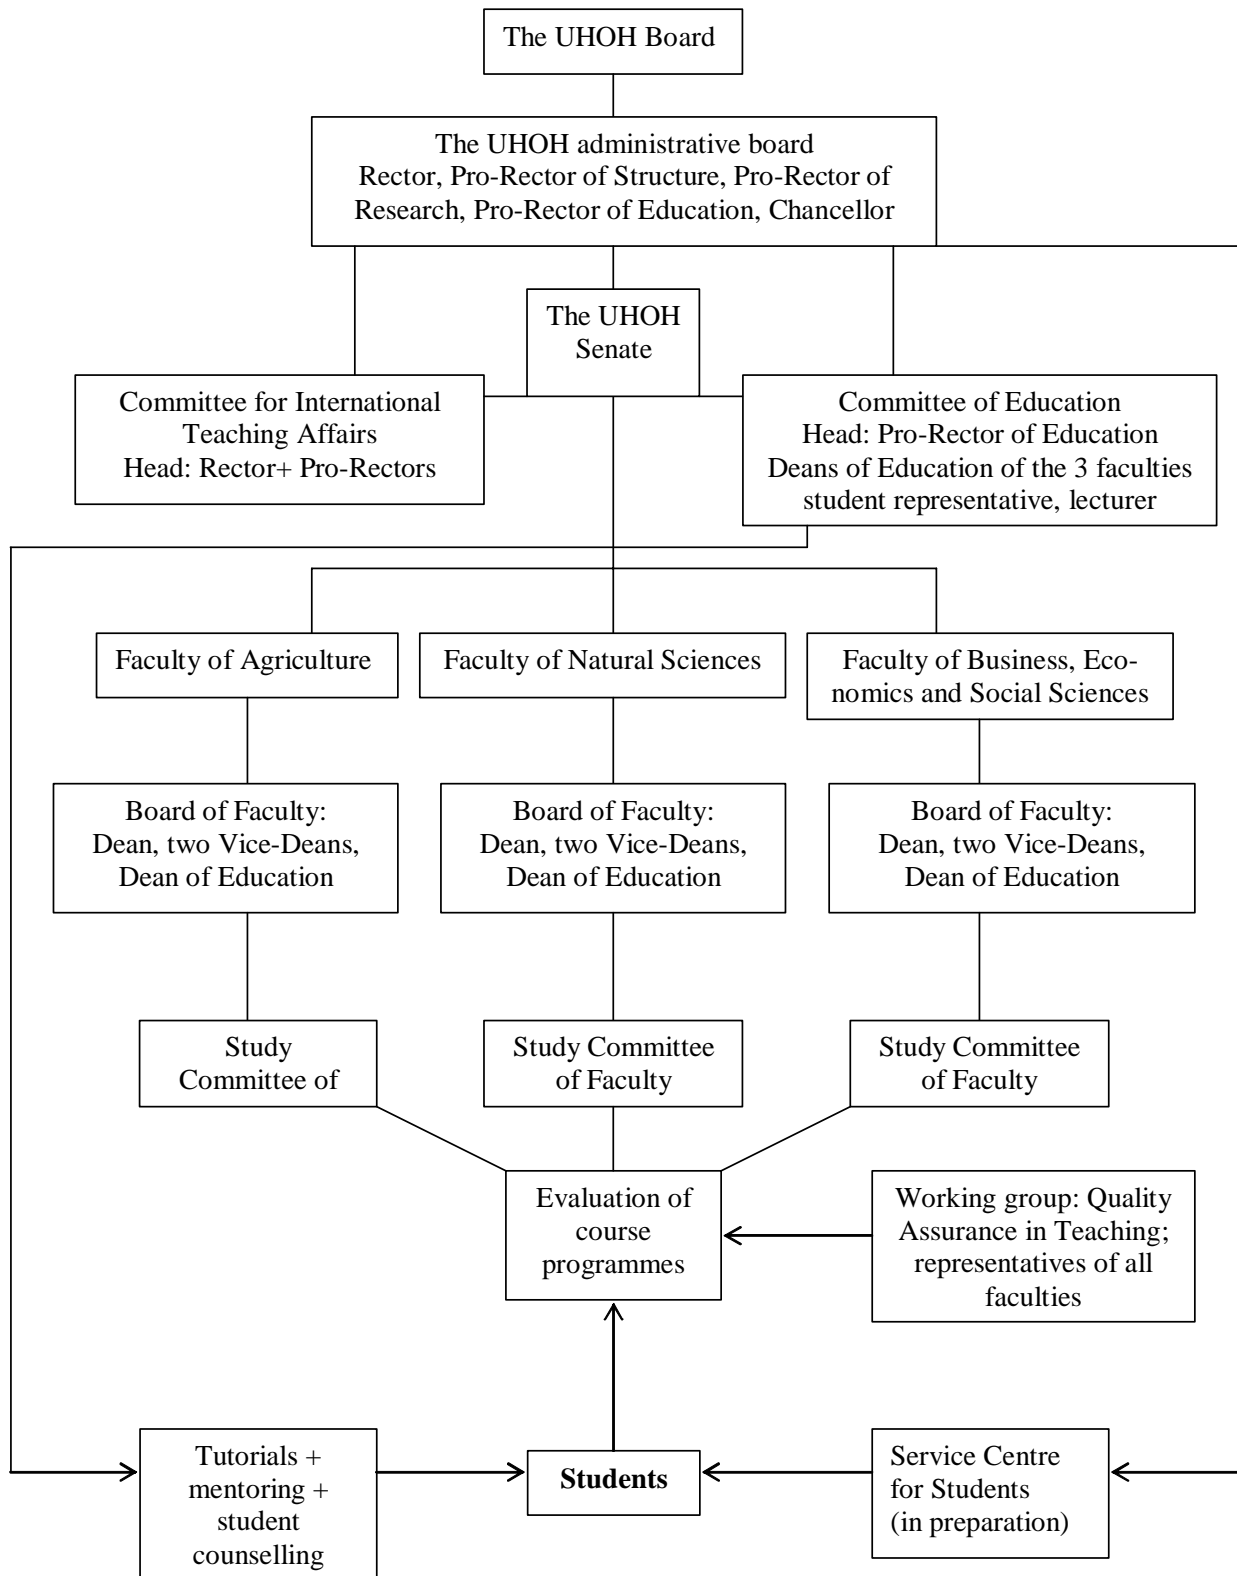 The UHOH Board
The UHOH administrative board
Rector, Pro-Rector of Structure, Pro-Rector of
Research, Pro-Rector of Education, Chancellor
The UHOH
Senate
Committee for International
Teaching Affairs
Head: Rector+ Pro-Rectors
Committee of Education
Head: Pro-Rector of Education
Deans of Education of the 3 faculties
student representative, lecturer
Faculty of Agriculture
Faculty of Natural Sciences
Faculty of Business, Eco-
nomics and Social Sciences
Board of Faculty:
Dean, two Vice-Deans,
Dean of Education
Board of Faculty:
Dean, two Vice-Deans,
Dean of Education
Board of Faculty:
Dean, two Vice-Deans,
Dean of Education
Study
Committee of
Study Committee
of Faculty
Study Committee
of Faculty
Evaluation of
course
programmes
Working group: Quality
Assurance in Teaching;
representatives of all
faculties
Tutorials +
mentoring +
student
counselling
Students
Service Centre
for Students
(in preparation)